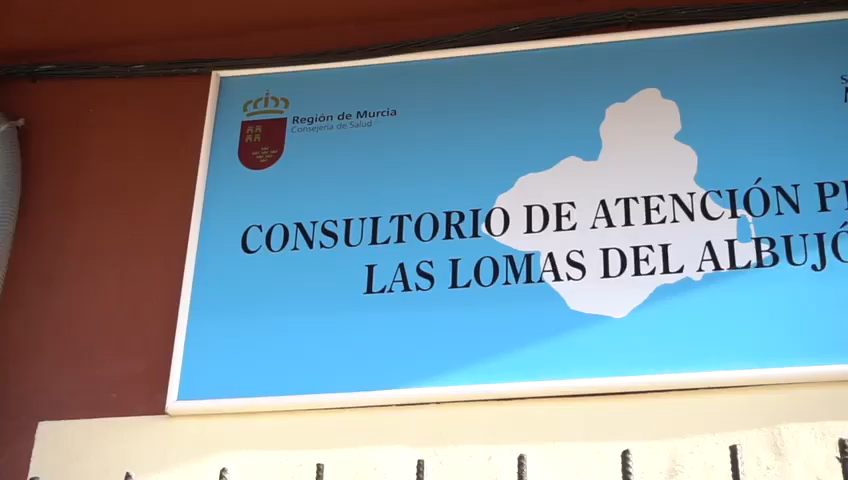 Región de Murcia
Consejería de Salud
CONSULTORIO DE ATENCIÓN
LAS LOMAS DEL ALBUJÓ